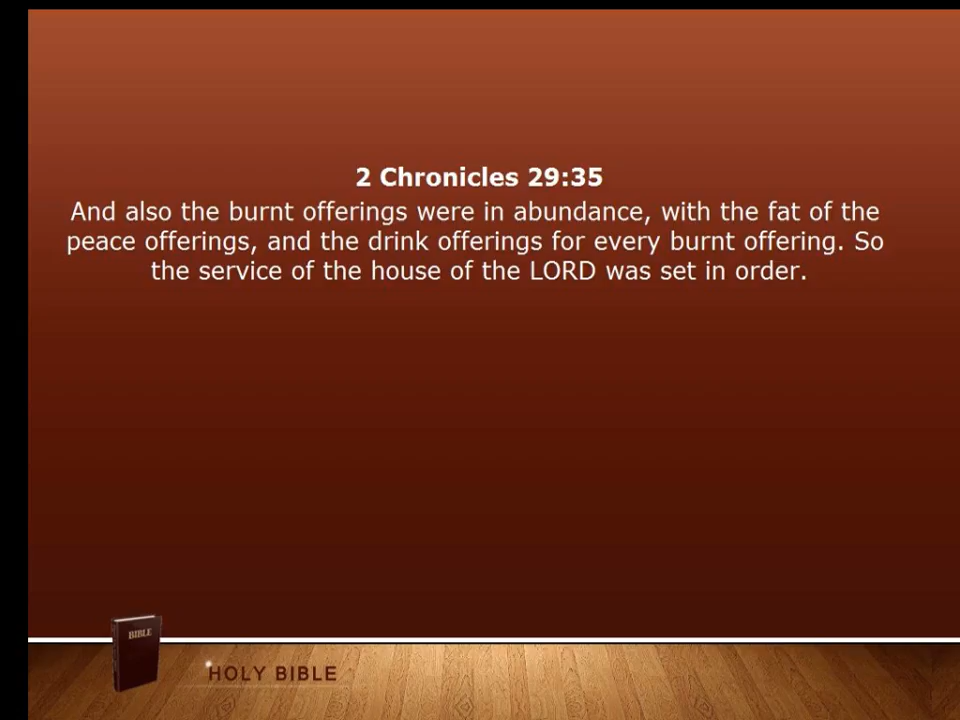 2 Chronicles 29:35
And also the burnt offerings were in abundance, with the fat of the
peace offerings, and the drink offerings for every burnt offering. So
the service of the house of the LORD was set in order.
BIBLE
HOLY BIBLE